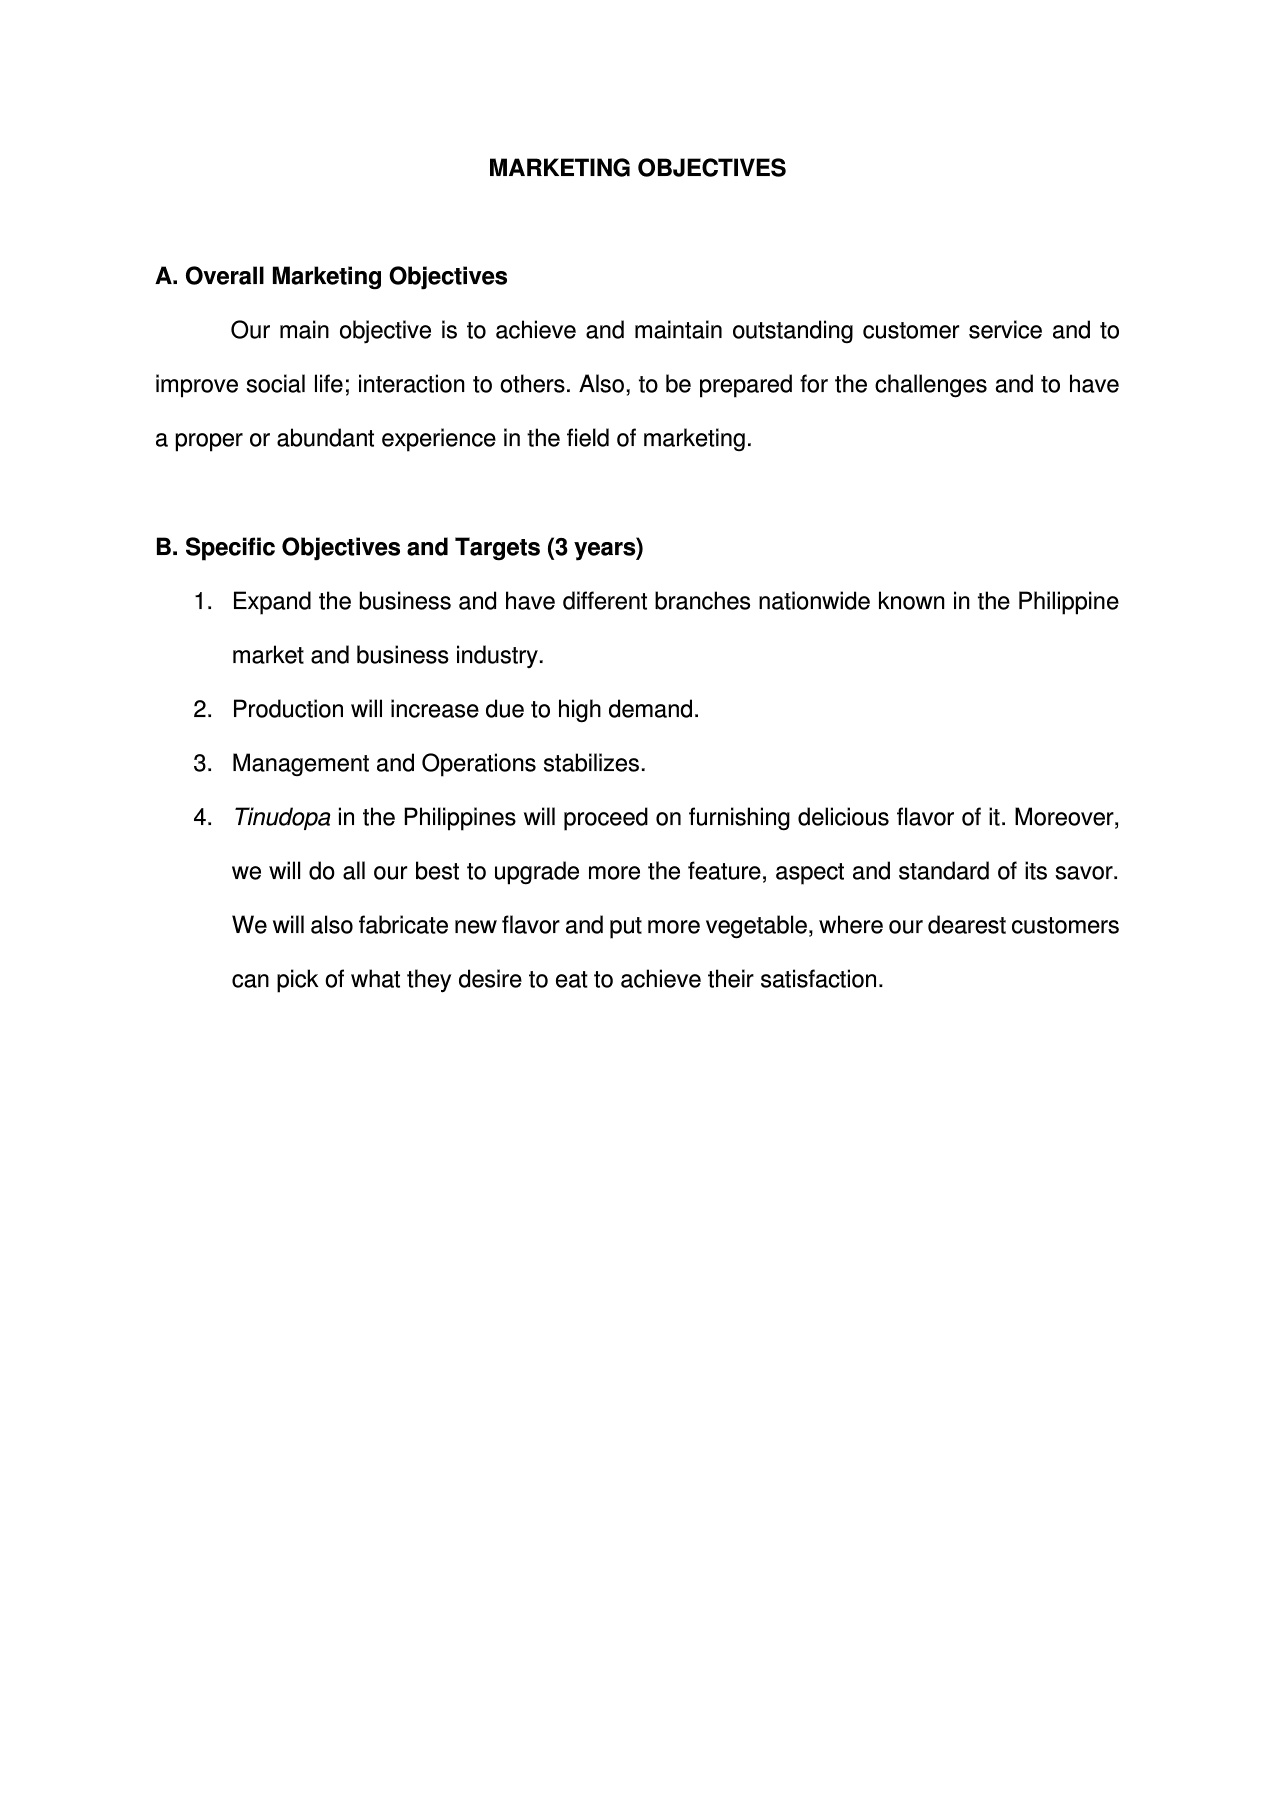 MARKETING OBJECTIVES
A. Overall Marketing Objectives
Our main objective is to achieve and maintain outstanding customer service and to
improve social life; interaction to others. Also, to be prepared for the challenges and to have
a proper or abundant experience in the field of marketing.
B. Specific Objectives and Targets (3 years)
1. Expand the business and have different branches nationwide known in the Philippine
market and business industry.
2. Production will increase due to high demand.
3. Management and Operations stabilizes.
4. Tinudopa in the Philippines will proceed on furnishing delicious flavor of it. Moreover,
we will do all our best to upgrade more the feature, aspect and standard of its savor.
We will also fabricate new flavor and put more vegetable, where our dearest customers
can pick of what they desire to eat to achieve their satisfaction.